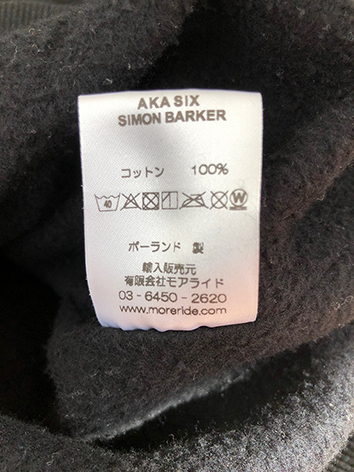 AKA SIX
SIMON BARKER
コットン 100%
40 W
ポーランド 製
輸入販売元
有限会社モアライド
03-6450-2620
www.moreride.com